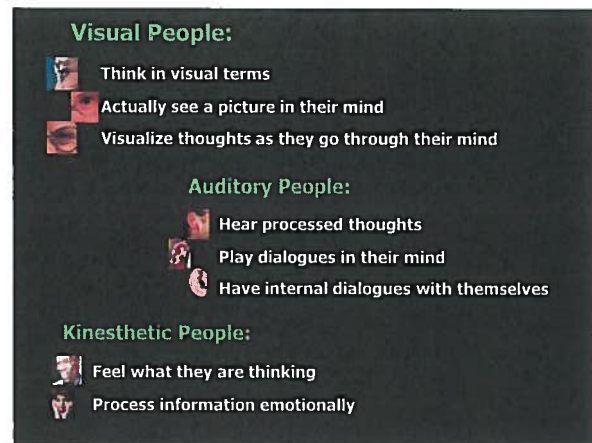 Visual People:
Think in visual terms
Actually see a picture in their mind
Visualize thoughts as they go through their mind
Auditory People:
Hear processed thoughts
Play dialogues in their mind
Have internal dialogues with themselves
Kinesthetic People:
Feel what they are thinking
Process information emotionally